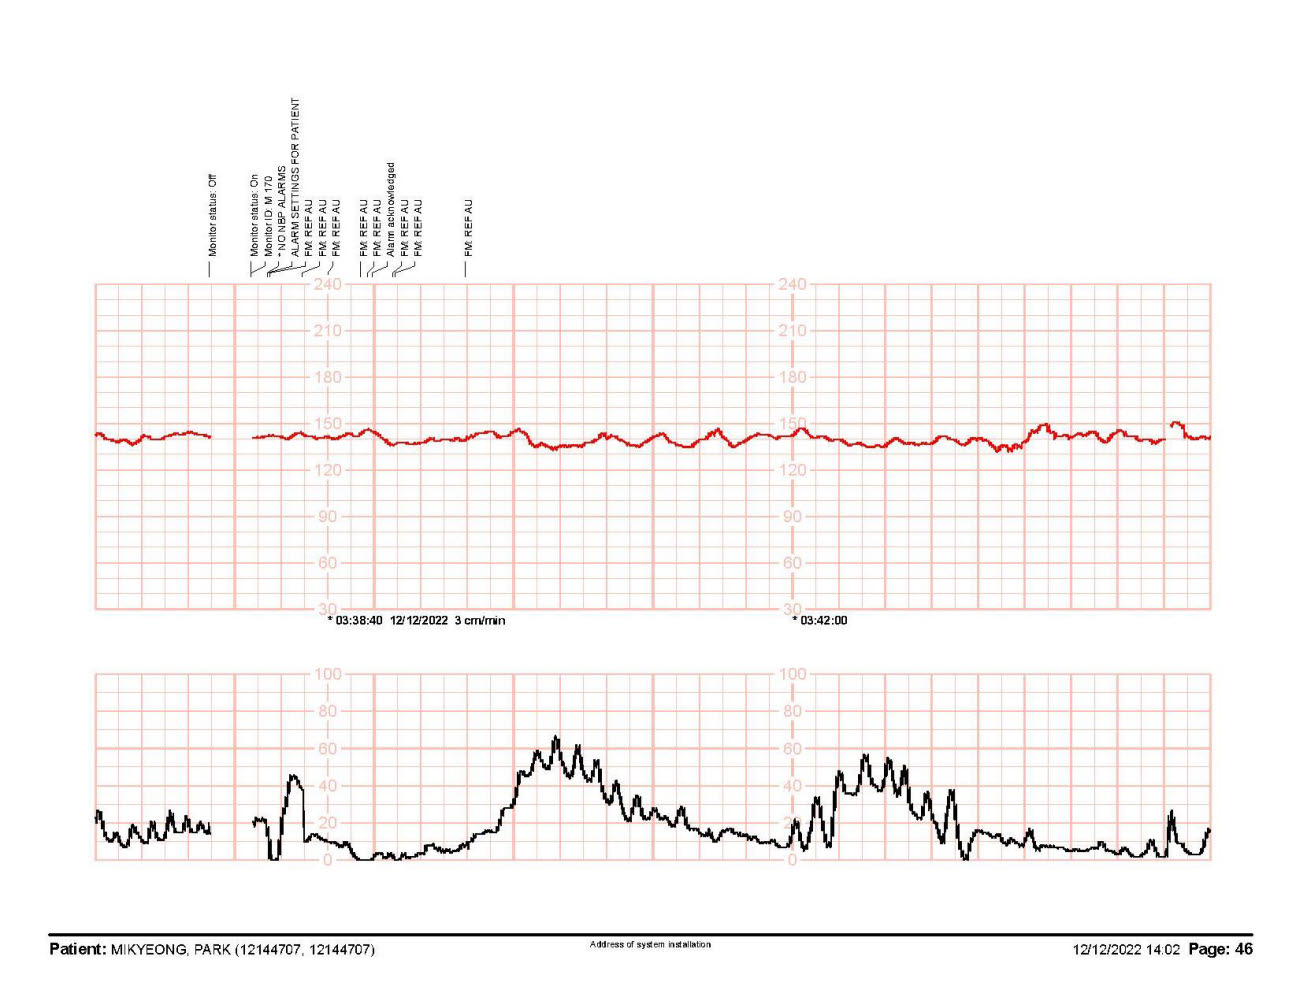 Monitor status: Off
Monitor status: On
Monitor ID: M 170
* NO NBP ALARMS
ALARM SETTINGS FOR PATIENT
FM: REF AU
FM: REF AU
FM: REF AU
FM: REF AU
FM: REF AU
Alarm acknowledged
FM: REF AU
FM: REF AU
FM: REF AU
240 240
210 210
180 180
150 150
120 120
90 90
60 60
30 30
* 03:38:40 12/12/2022 3 cm/min * 03:42:00
100 100
80 80
60 60
40 40
20 20
0 0
Patient: MIKYEONG, PARK (12144707, 12144707) Address of system installation 12/12/2022 14:02 Page: 46